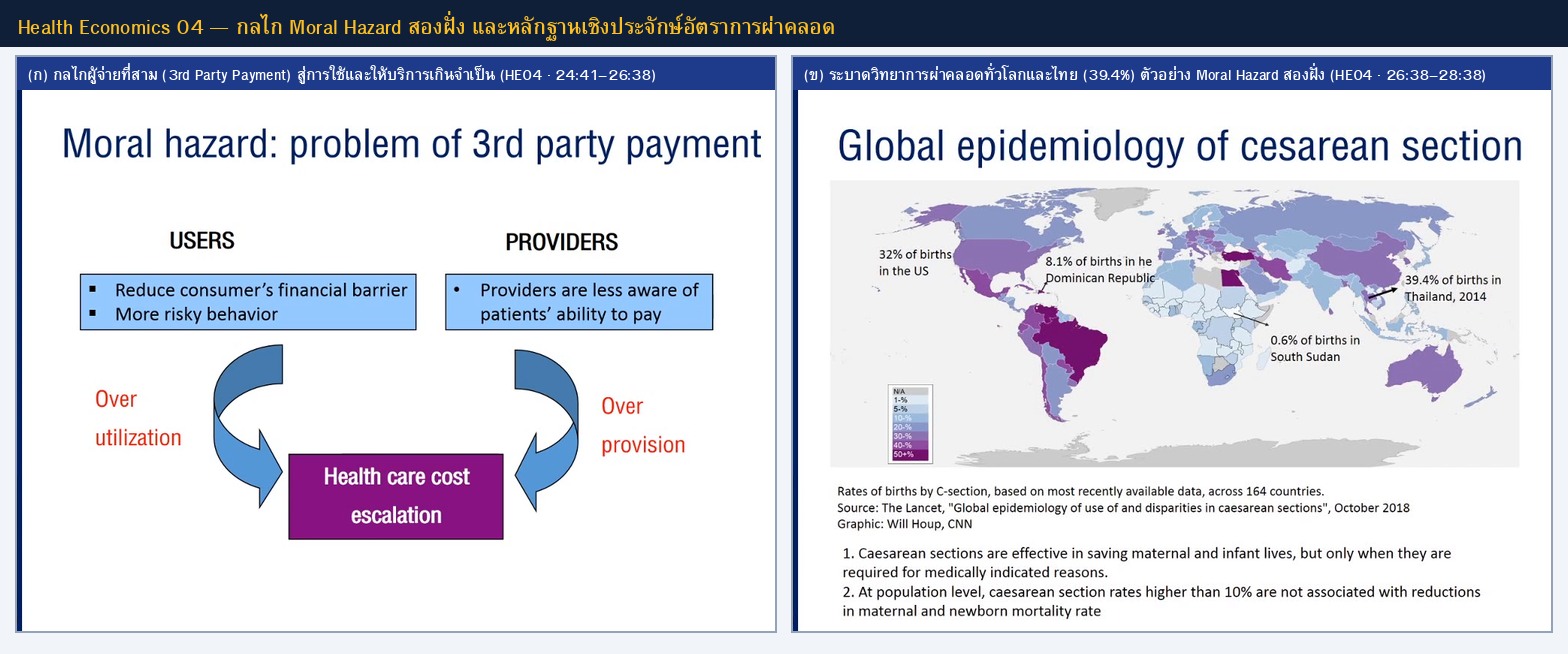 Health Economics 04 — กลไก Moral Hazard สองฝั่ง และหลักฐานเชิงประจักษ์อัตราการผ่าคลอด
(ก) กลไกผู้จ่ายที่สาม (3rd Party Payment) สู่การใช้และให้บริการเกินจำเป็น (HE04 · 24:41–26:38)
Moral hazard: problem of 3rd party payment
USERS
PROVIDERS
▪ Reduce consumer's financial barrier
▪ More risky behavior
• Providers are less aware of
patients' ability to pay
Over
utilization
Over
provision
Health care cost
escalation
(ข) ระบาดวิทยาการผ่าคลอดทั่วโลกและไทย (39.4%) ตัวอย่าง Moral Hazard สองฝั่ง (HE04 · 26:38–28:38)
Global epidemiology of cesarean section
32% of births
in the US
8.1% of births in he
Dominican Republic
39.4% of births in
Thailand, 2014
0.6% of births in
South Sudan
N/A
1-%
5-%
10-%
20-%
30-%
40-%
50+%
Rates of births by C-section, based on most recently available data, across 164 countries.
Source: The Lancet, "Global epidemiology of use of and disparities in caesarean sections", October 2018
Graphic: Will Houp, CNN
1. Caesarean sections are effective in saving maternal and infant lives, but only when they are
required for medically indicated reasons.
2. At population level, caesarean section rates higher than 10% are not associated with reductions
in maternal and newborn mortality rate